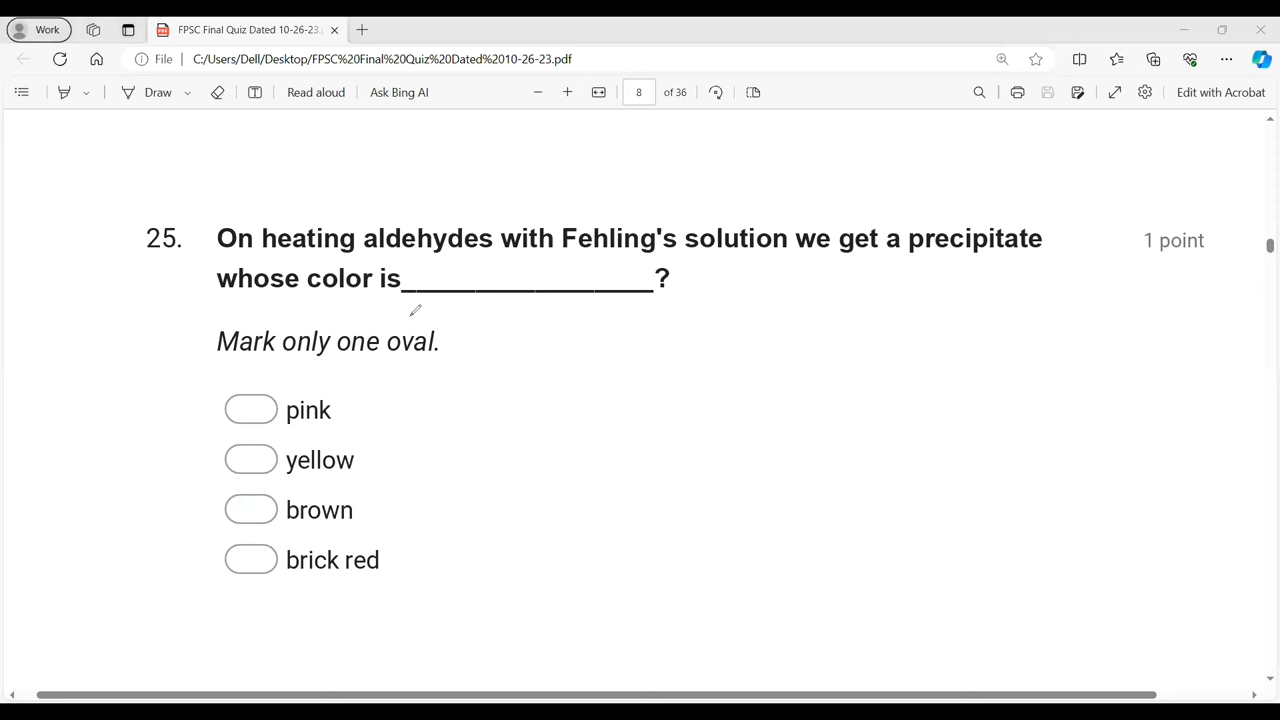 Work
FPSC Final Quiz Dated 10-26-23.
File
C:/Users/Dell/Desktop/FPSC%20Final%20Quiz%20Dated%2010-26-23.pdf
Draw
Read aloud
Ask Bing AI
8
of 36
Edit with Acrobat
25. On heating aldehydes with Fehling's solution we get a precipitate 1 point
whose color is_________________?
Mark only one oval.
pink
yellow
brown
brick red